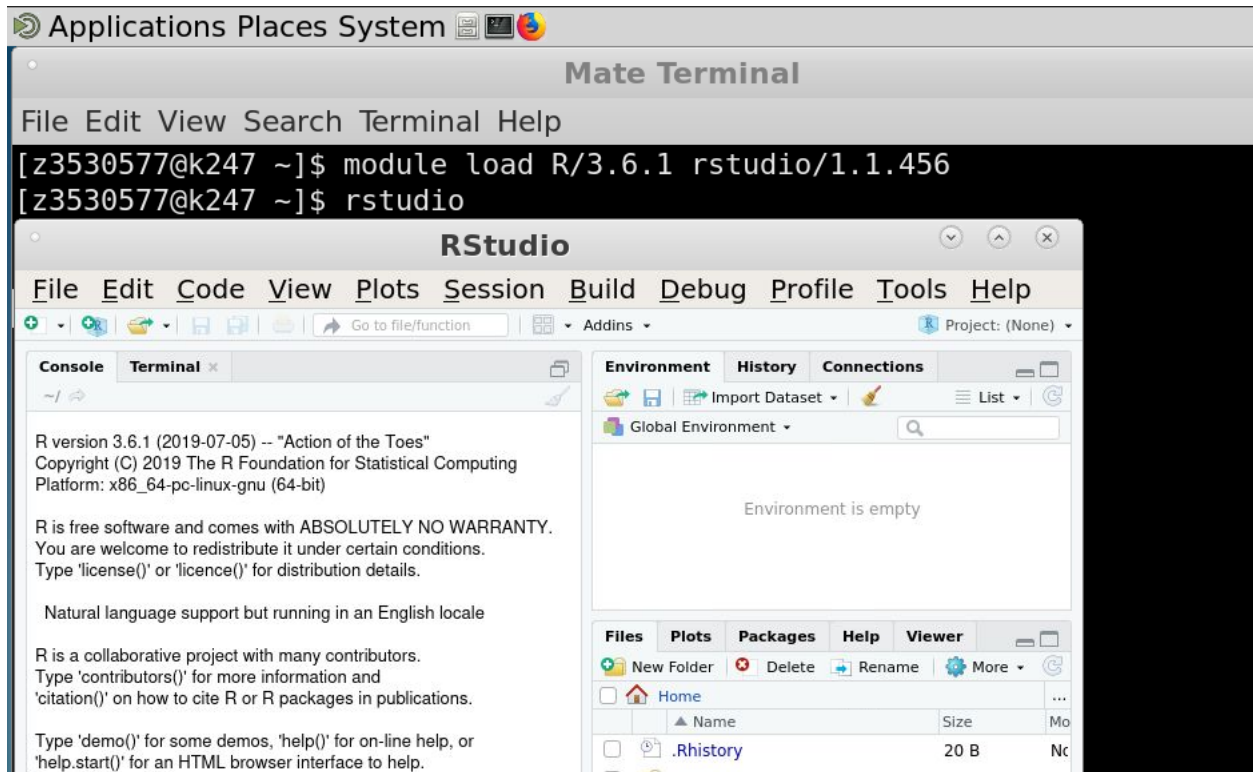 Applications Places System
Mate Terminal
File Edit View Search Terminal Help
[z3530577@k247 ~]$ module load R/3.6.1 rstudio/1.1.456
[z3530577@k247 ~]$ rstudio
RStudio
File Edit Code View Plots Session Build Debug Profile Tools Help
Go to file/function Addins Project: (None)
Console Terminal
~/
R version 3.6.1 (2019-07-05) -- "Action of the Toes"
Copyright (C) 2019 The R Foundation for Statistical Computing
Platform: x86_64-pc-linux-gnu (64-bit)
R is free software and comes with ABSOLUTELY NO WARRANTY.
You are welcome to redistribute it under certain conditions.
Type 'license()' or 'licence()' for distribution details.
Natural language support but running in an English locale
R is a collaborative project with many contributors.
Type 'contributors()' for more information and
'citation()' on how to cite R or R packages in publications.
Type 'demo()' for some demos, 'help()' for on-line help, or
'help.start()' for an HTML browser interface to help.
Environment History Connections
Import Dataset List
Global Environment
Environment is empty
Files Plots Packages Help Viewer
New Folder Delete Rename More
Home ...
Name Size Mo
.Rhistory 20 B